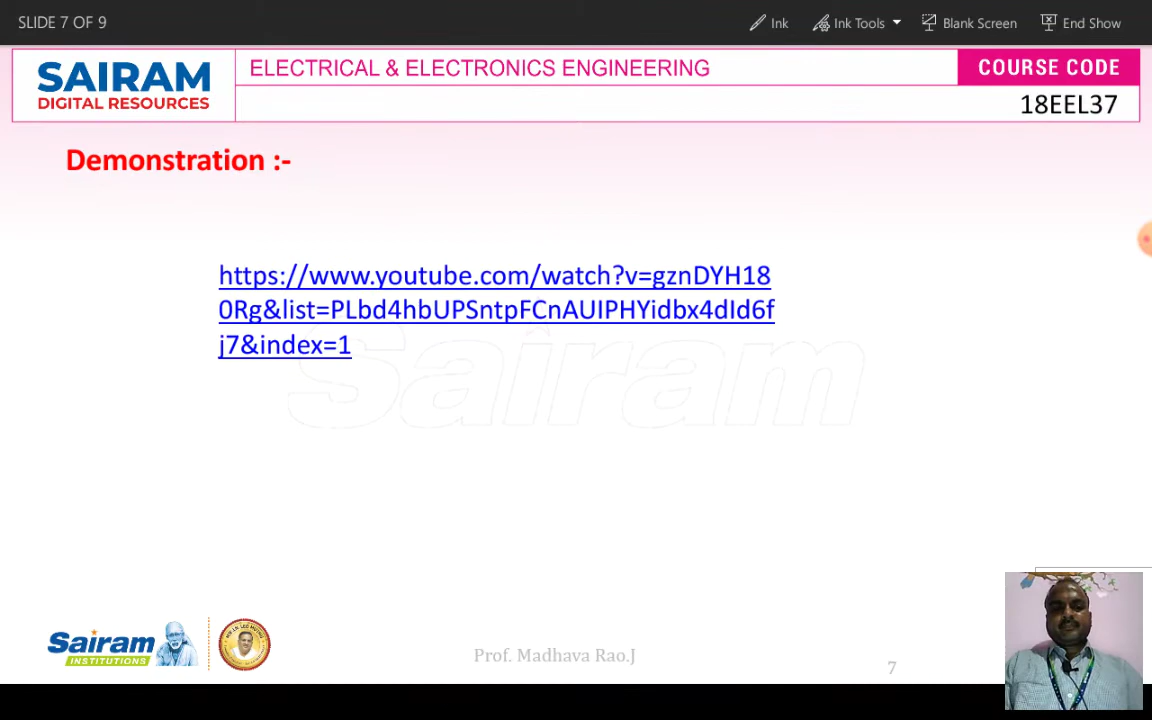 SLIDE 7 OF 9
Ink
Ink Tools
Blank Screen
End Show
SAIRAM
DIGITAL RESOURCES
ELECTRICAL & ELECTRONICS ENGINEERING
COURSE CODE
18EEL37
Demonstration :-
https://www.youtube.com/watch?v=gznDYH18
0Rg&list=PLbd4hbUPSntpFCnAUIPHYidbx4dId6f
j7&index=1
Sairam
Sairam
INSTITUTIONS
Prof. Madhava Rao.J
7